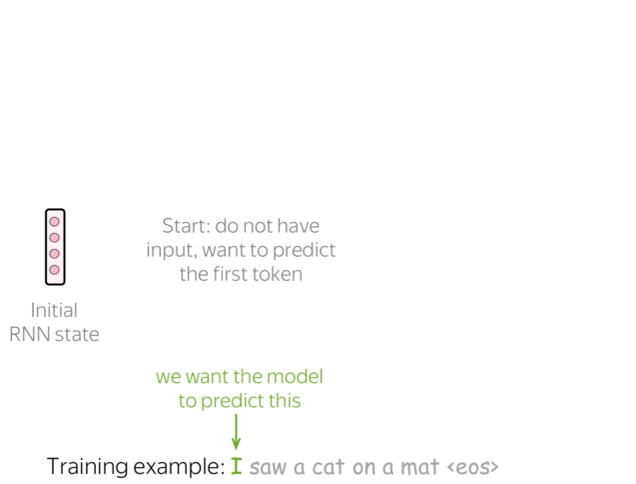 Start: do not have
input, want to predict
the first token
Initial
RNN state
we want the model
to predict this
Training example: I saw a cat on a mat <eos>